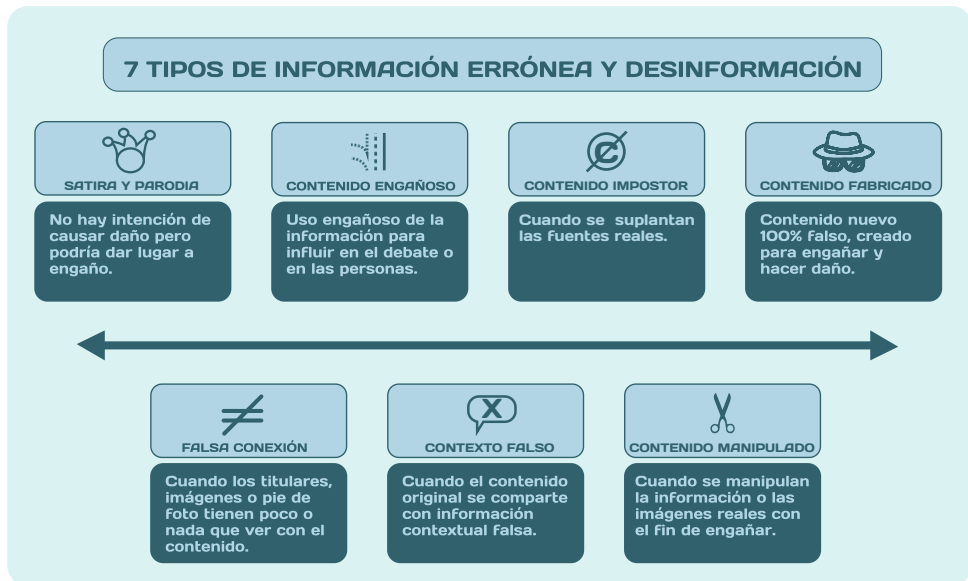 7 TIPOS DE INFORMACIÓN ERRÓNEA Y DESINFORMACIÓN
SATIRA Y PARODIA
No hay intención de
causar daño pero
podría dar lugar a
engaño.
CONTENIDO ENGAÑOSO
Uso engañoso de la
información para
influir en el debate o
en las personas.
C
CONTENIDO IMPOSTOR
Cuando se suplantan
las fuentes reales.
CONTENIDO FABRICADO
Contenido nuevo
100% falso, creado
para engañar y
hacer daño.
FALSA CONEXIÓN
Cuando los titulares,
imágenes o pie de
foto tienen poco o
nada que ver con el
contenido.
X
CONTEXTO FALSO
Cuando el contenido
original se comparte
con información
contextual falsa.
CONTENIDO MANIPULADO
Cuando se manipulan
la información o las
imágenes reales con
el fin de engañar.